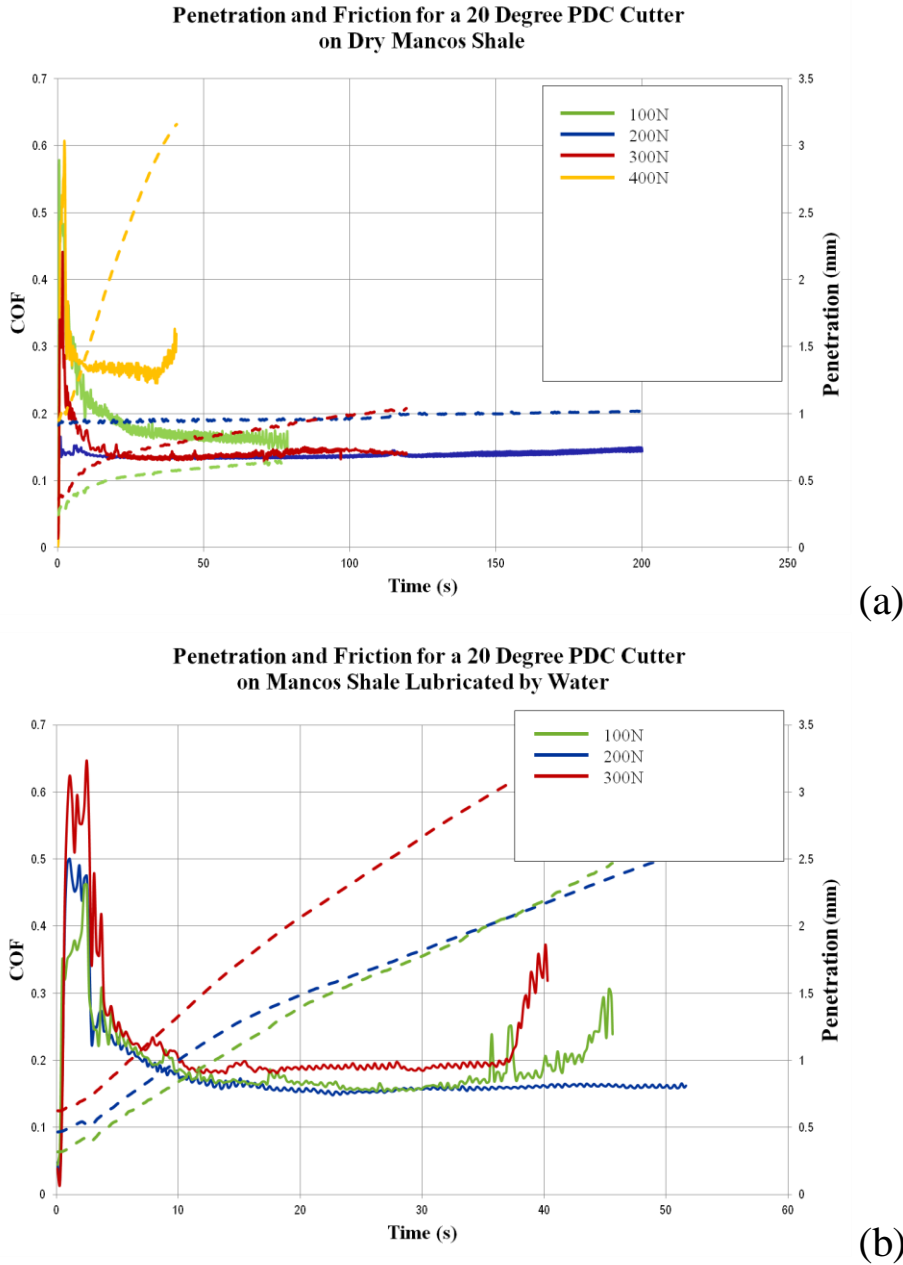 Penetration and Friction for a 20 Degree PDC Cutter
on Dry Mancos Shale
0.7
0.6
0.5
0.4
0.3
0.2
0.1
0
COF
3.5
3
2.5
2
1.5
1
0.5
0
Penetration (mm)
100N
200N
300N
400N
0
50
100
150
200
250
Time (s)
(a)
Penetration and Friction for a 20 Degree PDC Cutter
on Mancos Shale Lubricated by Water
0.7
0.6
0.5
0.4
0.3
0.2
0.1
0
COF
3.5
3
2.5
2
1.5
1
0.5
0
Penetration (mm)
100N
200N
300N
0
10
20
30
40
50
60
Time (s)
(b)